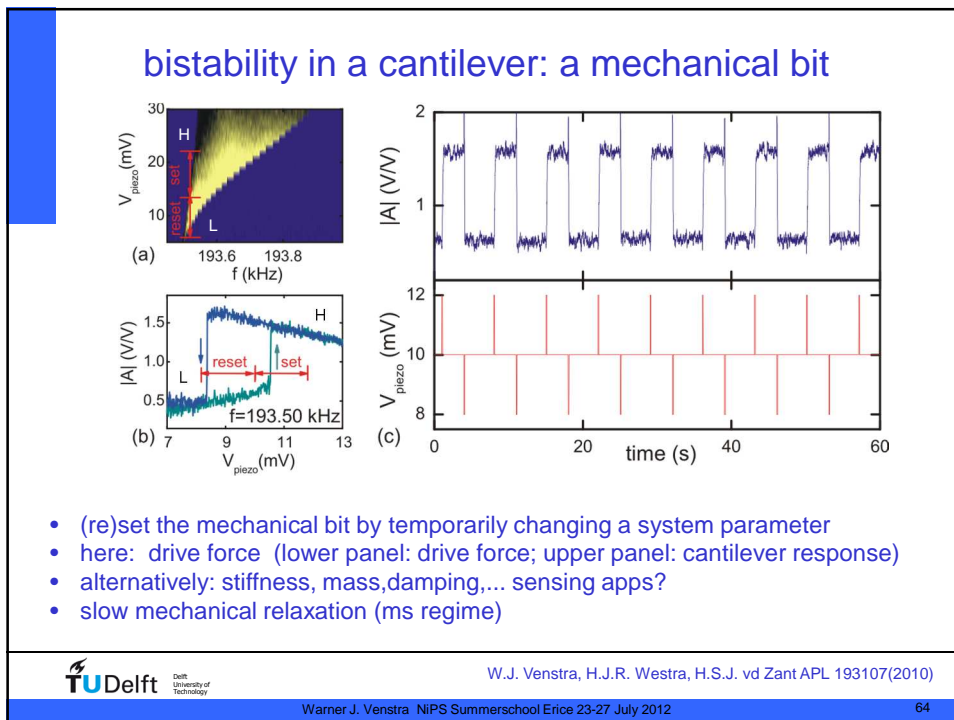 bistability in a cantilever: a mechanical bit
30
20
10
V_piezo(mV)
H
set
reset
L
(a)
193.6 193.8
f (kHz)
1.5
1.0
0.5
|A| (V/V)
H
L
reset set
f=193.50 kHz
(b)
7 9 11 13
V_piezo(mV)
2
1
|A| (V/V)
12
10
8
V_piezo (mV)
(c)
0 20 40 60
time (s)
• (re)set the mechanical bit by temporarily changing a system parameter
• here: drive force (lower panel: drive force; upper panel: cantilever response)
• alternatively: stiffness, mass,damping,... sensing apps?
• slow mechanical relaxation (ms regime)
TUDelft
Delft
University of
Technology
W.J. Venstra, H.J.R. Westra, H.S.J. vd Zant APL 193107(2010)
Warner J. Venstra NiPS Summerschool Erice 23-27 July 2012
64